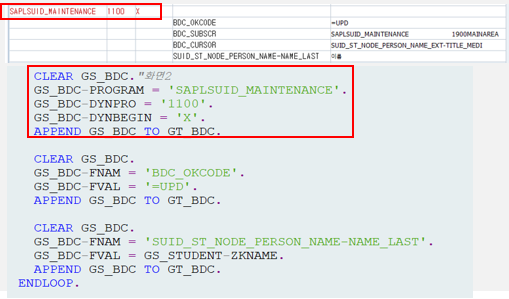 SAPLSUID_MAINTENANCE 1100 X
BDC_OKCODE =UPD
BDC_SUBSCR SAPLSUID_MAINTENANCE 1900MAINAREA
BDC_CURSOR SUID_ST_NODE_PERSON_NAME_EXT-TITLE_MEDI
SUID_ST_NODE_PERSON_NAME-NAME_LAST 이름
CLEAR GS_BDC."화면2
GS_BDC-PROGRAM = 'SAPLSUID_MAINTENANCE'.
GS_BDC-DYNPRO = '1100'.
GS_BDC-DYNBEGIN = 'X'.
APPEND GS_BDC TO GT_BDC.
CLEAR GS_BDC.
GS_BDC-FNAM = 'BDC_OKCODE'.
GS_BDC-FVAL = '=UPD'.
APPEND GS_BDC TO GT_BDC.
CLEAR GS_BDC.
GS_BDC-FNAM = 'SUID_ST_NODE_PERSON_NAME-NAME_LAST'.
GS_BDC-FVAL = GS_STUDENT-ZKNAME.
APPEND GS_BDC TO GT_BDC.
ENDLOOP.